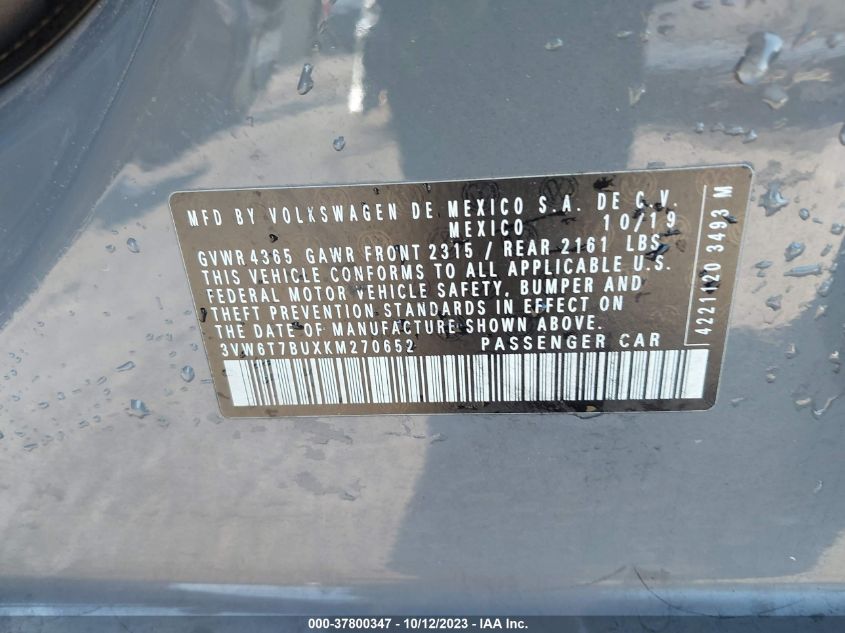 MFD BY VOLKSWAGEN DE MEXICO S.A. DE C.V.
MEXICO 10/19
GVWR 4365 GAWR FRONT 2315 / REAR 2161 LBS
THIS VEHICLE CONFORMS TO ALL APPLICABLE U.S.
FEDERAL MOTOR VEHICLE SAFETY, BUMPER AND
THEFT PREVENTION STANDARDS IN EFFECT ON
THE DATE OF MANUFACTURE SHOWN ABOVE.
3VW6T7BUXKM270652 PASSENGER CAR
4221120 3493 M
000-37800347 - 10/12/2023 - IAA Inc.